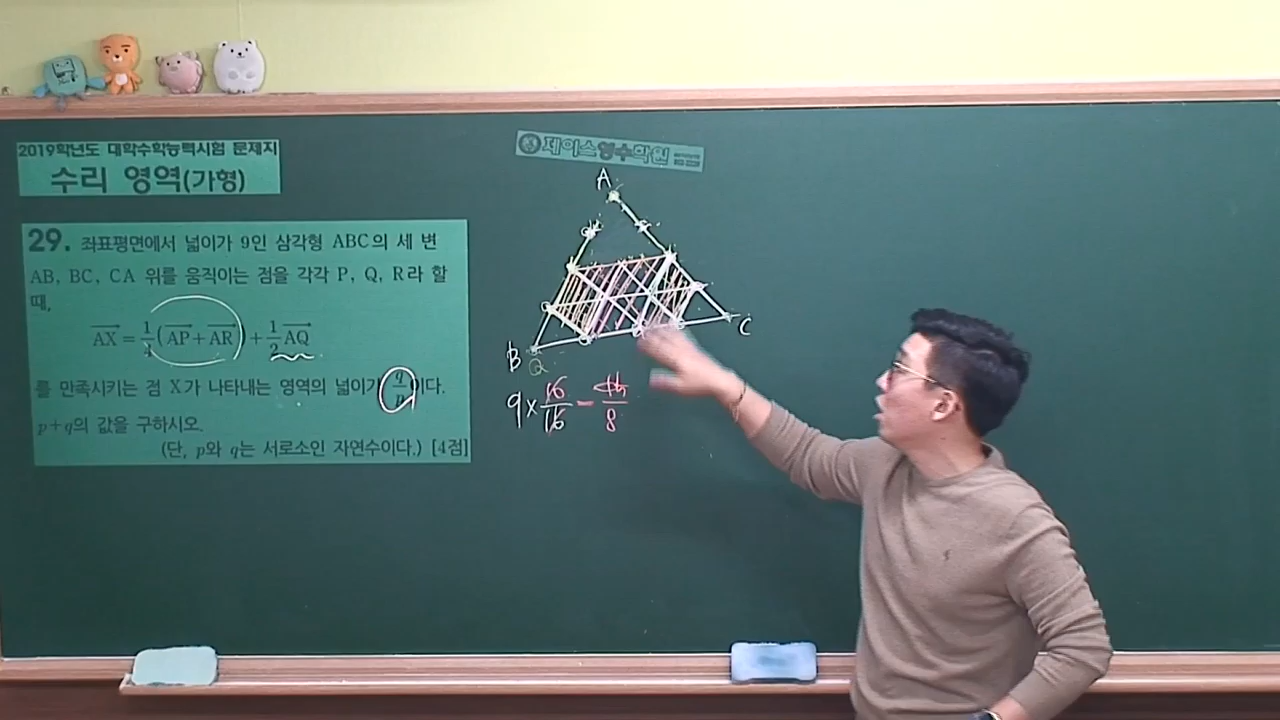 2019학년도 대학수학능력시험 문제지
수리 영역(가형)
제이스영수학원
29. 좌표평면에서 넓이가 9인 삼각형 ABC의 세 변
AB, BC, CA 위를 움직이는 점을 각각 P, Q, R라 할
때,
AX = 1/4(AP+AR) + 1/2 AQ
를 만족시키는 점 X가 나타내는 영역의 넓이가 q/p이다.
p+q의 값을 구하시오.
(단, p와 q는 서로소인 자연수이다.) [4점]
A
B
Q
C
9 ×
16
8